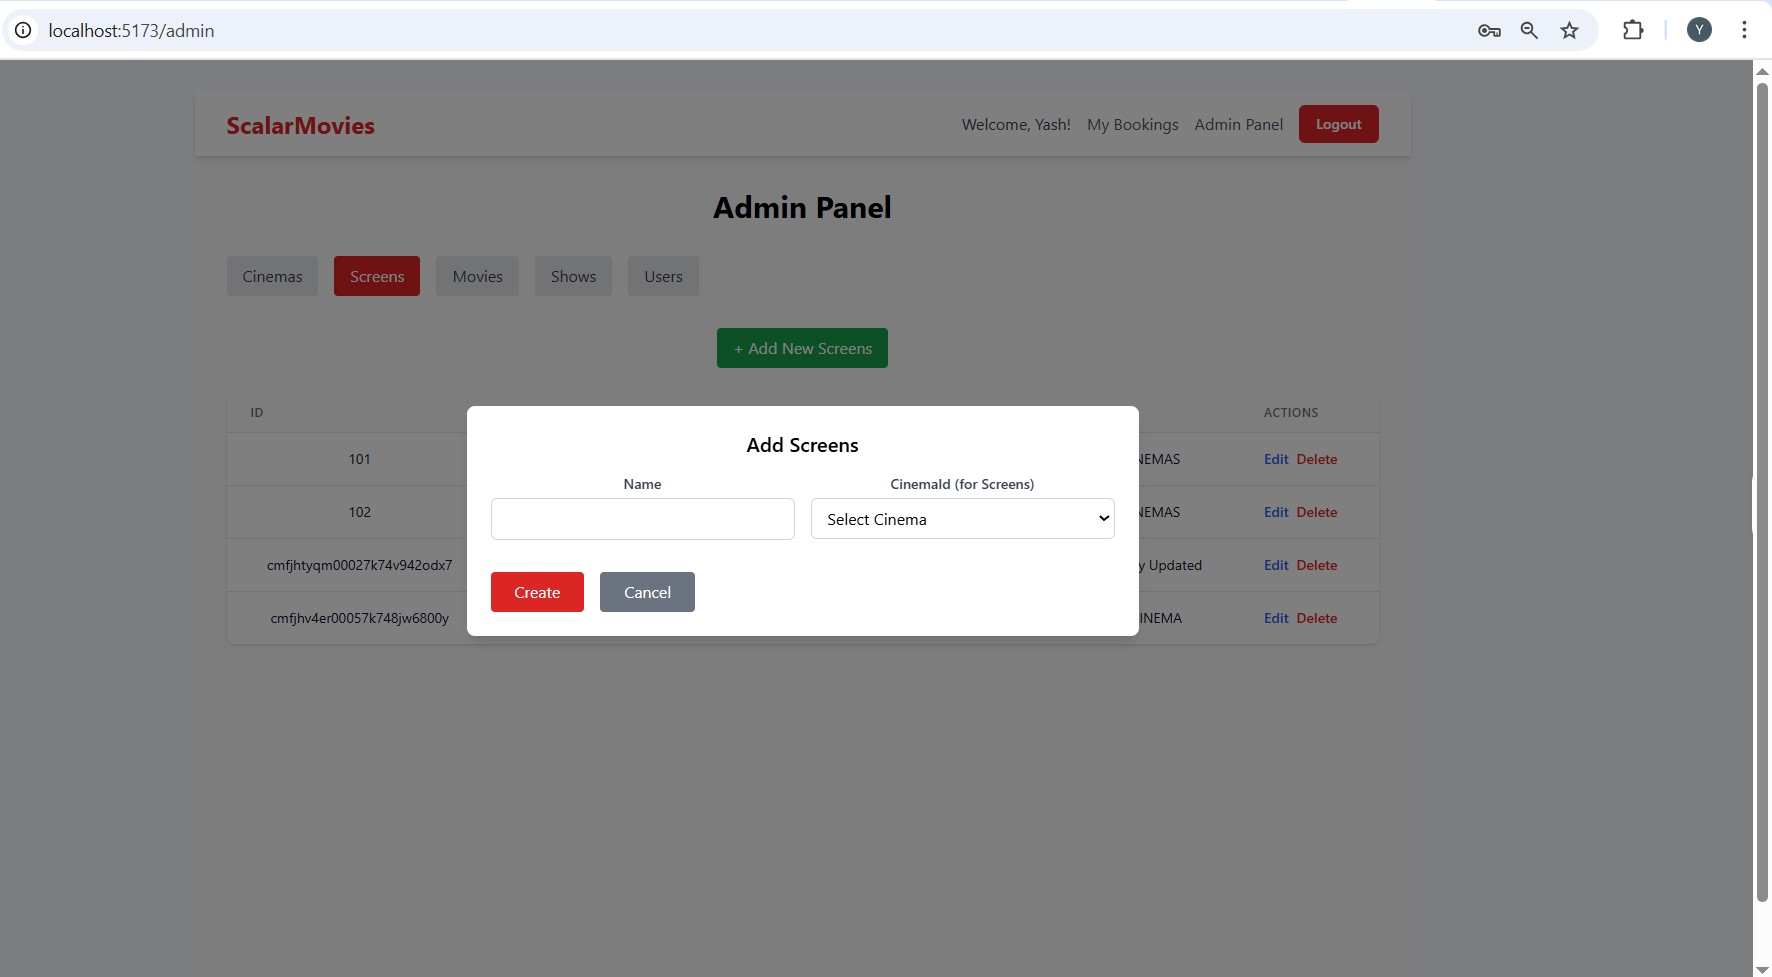 localhost:5173/admin
Y
ScalarMovies
Welcome, Yash! My Bookings Admin Panel Logout
Admin Panel
Cinemas Screens Movies Shows Users
+ Add New Screens
ID ACTIONS
101 Edit Delete
102 Edit Delete
cmfjhtyqm00027k74v942odx7 y Updated Edit Delete
cmfjhv4er00057k748jw6800y INEMA Edit Delete
Add Screens
Name CinemaId (for Screens)
Select Cinema
Create Cancel